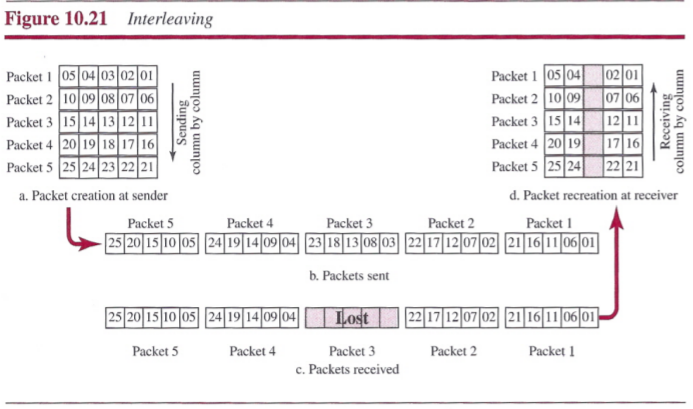 Figure 10.21 Interleaving
Packet 1 05 04 03 02 01
Packet 2 10 09 08 07 06
Packet 3 15 14 13 12 11
Packet 4 20 19 18 17 16
Packet 5 25 24 23 22 21
Sending
column by column
a. Packet creation at sender
Packet 1 05 04 02 01
Packet 2 10 09 07 06
Packet 3 15 14 12 11
Packet 4 20 19 17 16
Packet 5 25 24 22 21
Receiving
column by column
d. Packet recreation at receiver
Packet 5 Packet 4 Packet 3 Packet 2 Packet 1
25 20 15 10 05 24 19 14 09 04 23 18 13 08 03 22 17 12 07 02 21 16 11 06 01
b. Packets sent
25 20 15 10 05 24 19 14 09 04 Lost 22 17 12 07 02 21 16 11 06 01
Packet 5 Packet 4 Packet 3 Packet 2 Packet 1
c. Packets received